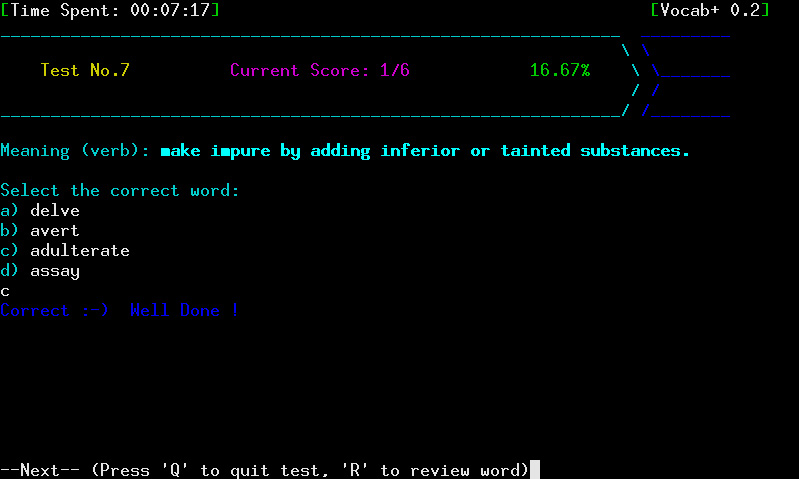 [Time Spent: 00:07:17] [Vocab+ 0.2]
Test No.7 Current Score: 1/6 16.67%
Meaning (verb): make impure by adding inferior or tainted substances.
Select the correct word:
a) delve
b) avert
c) adulterate
d) assay
c
Correct :-) Well Done !
--Next-- (Press 'Q' to quit test, 'R' to review word)